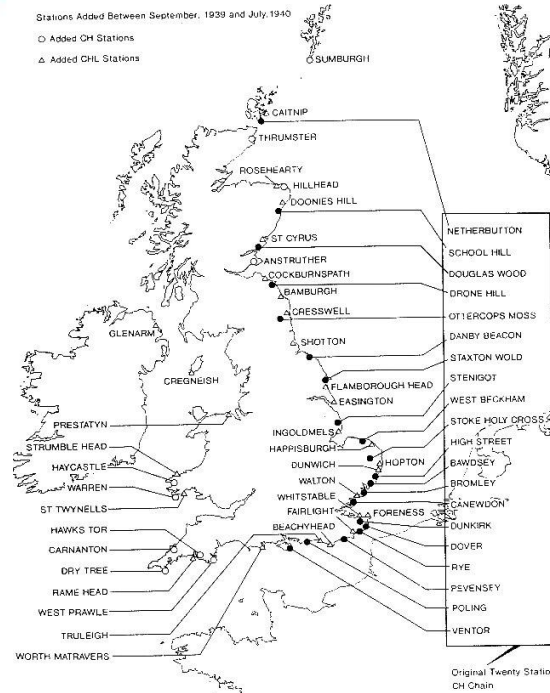 Stations Added Between September, 1939 and July, 1940
Added CH Stations
Added CHL Stations
SUMBURGH
CAITNIP
THRUMSTER
ROSEHEARTY
HILLHEAD
DOONIES HILL
ST CYRUS
ANSTRUTHER
COCKBURNSPATH
BAMBURGH
CRESSWELL
SHOTTON
GLENARM
CREGNEISH
FLAMBOROUGH HEAD
EASINGTON
PRESTATYN
INGOLDMELS
HAPPISBURGH
STRUMBLE HEAD
DUNWICH
HOPTON
HAYCASTLE
WALTON
WARREN
WHITSTABLE
ST TWYNELLS
FAIRLIGHT
FORENESS
BEACHYHEAD
HAWKS TOR
CARNANTON
DRY TREE
RAME HEAD
WEST PRAWLE
TRULEIGH
WORTH MATRAVERS
NETHERBUTTON
SCHOOL HILL
DOUGLAS WOOD
DRONE HILL
OTTERCOPS MOSS
DANBY BEACON
STAXTON WOLD
STENIGOT
WEST BECKHAM
STOKE HOLY CROSS
HIGH STREET
BAWDSEY
BROMLEY
CANEWDON
DUNKIRK
DOVER
RYE
PEVENSEY
POLING
VENTOR
Original Twenty Statio
CH Chain